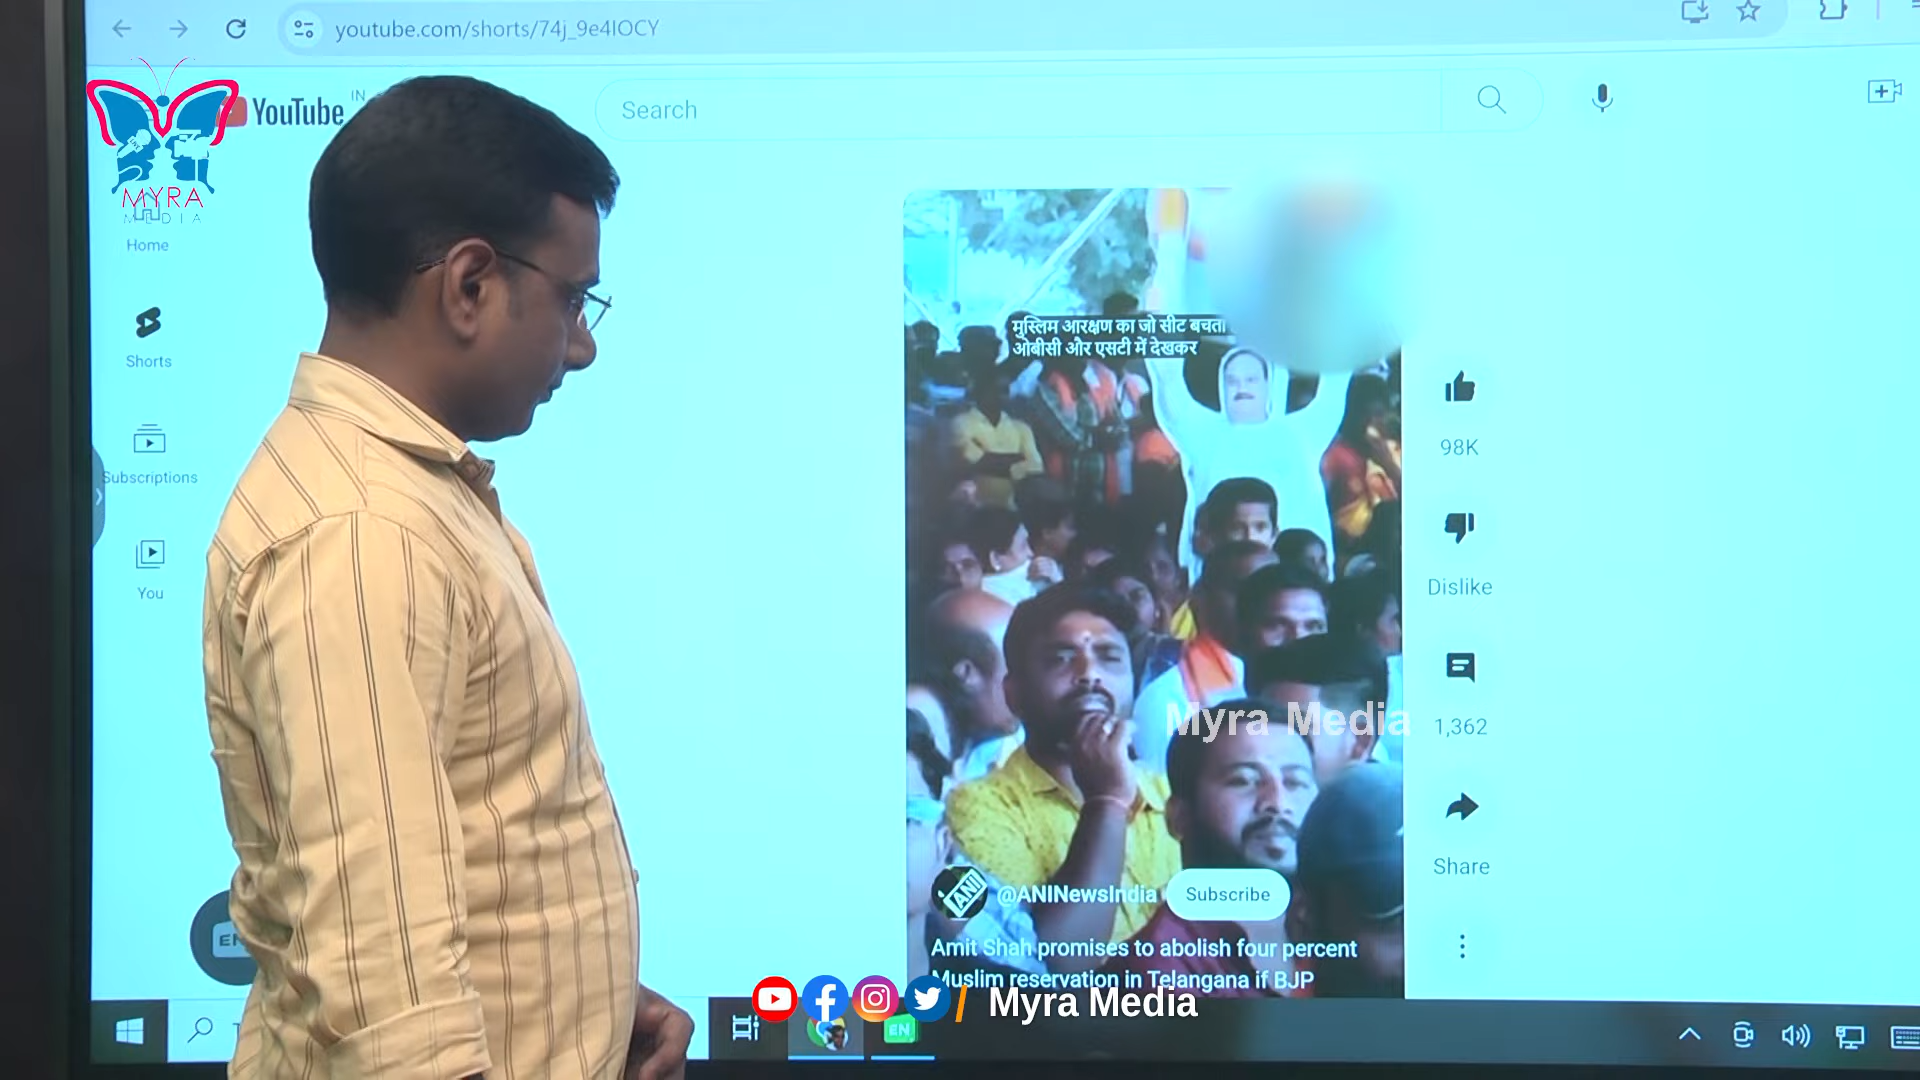 youtube.com/shorts/74j_9e4IOCY
YouTube IN
Search
MYRA
MEDIA
Home
Shorts
Subscriptions
You
मुस्लिम आरक्षण का जो सीट बचता
ओबीसी और एसटी में देखकर
98K
Dislike
1,362
Share
Myra Media
ANI
@ANINewsIndia
Subscribe
Amit Shah promises to abolish four percent
Muslim reservation in Telangana if BJP
EN
/ Myra Media